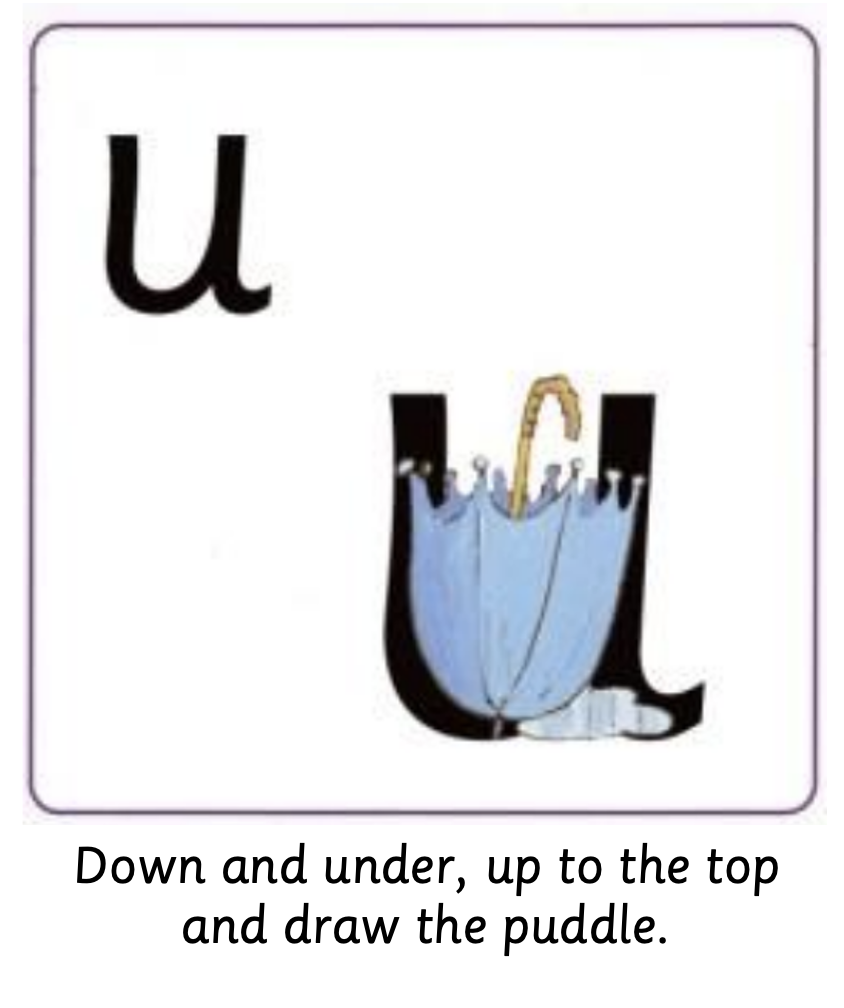 u
u
Down and under, up to the top
and draw the puddle.